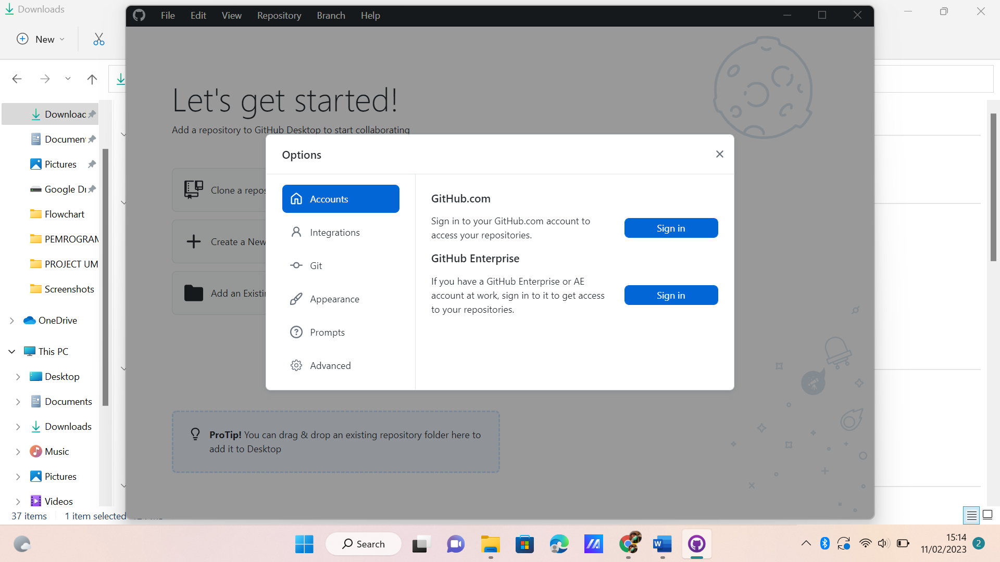 Downloads
File Edit View Repository Branch Help
New
Let's get started!
Add a repository to GitHub Desktop to start collaborating
Options
Clone a repos
Create a New
Add an Existin
Accounts
Integrations
Git
Appearance
Prompts
Advanced
GitHub.com
Sign in to your GitHub.com account to
access your repositories.
Sign in
GitHub Enterprise
If you have a GitHub Enterprise or AE
account at work, sign in to it to get access
to your repositories.
Sign in
ProTip! You can drag & drop an existing repository folder here to
add it to Desktop
Downloac
Document
Pictures
Google Dr
Flowchart
PEMROGRAM
PROJECT UM
Screenshots
OneDrive
This PC
Desktop
Documents
Downloads
Music
Pictures
Videos
37 items 1 item selected
Search
15:14
11/02/2023
2